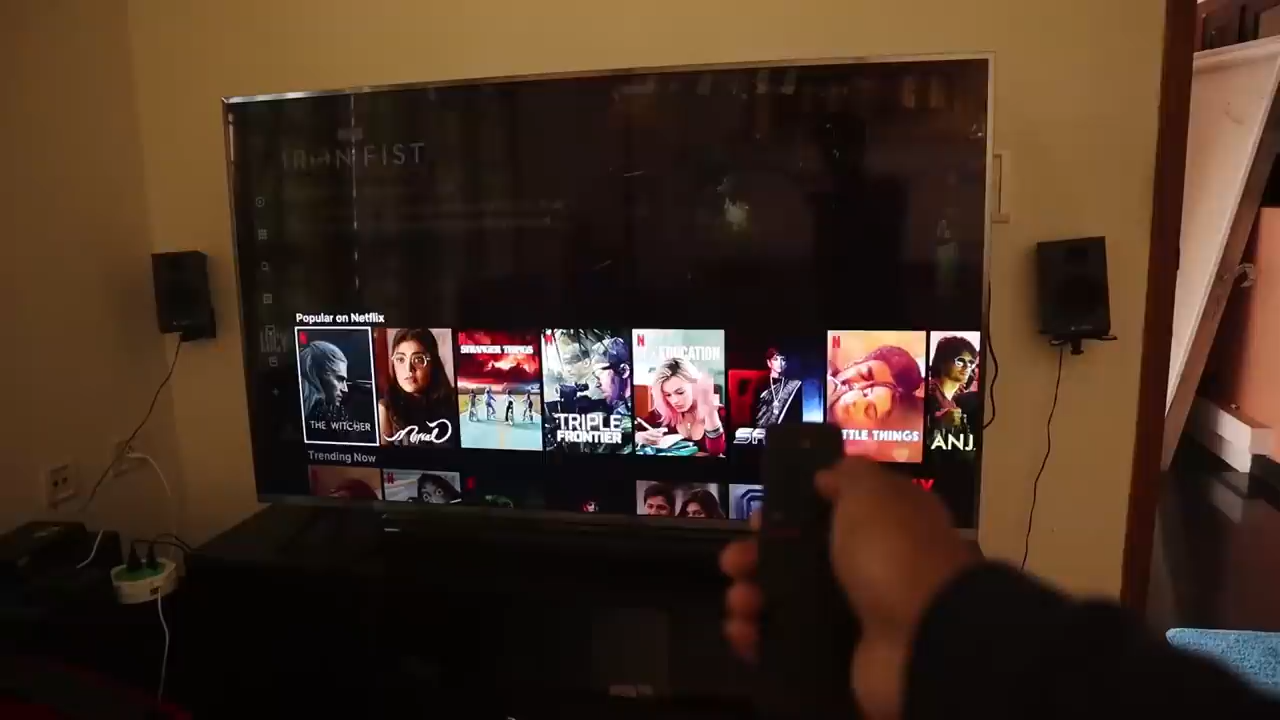 IRON FIST
Popular on Netflix
THE WITCHER
STRANGER THINGS
TRIPLE
FRONTIER
EDUCATION
TTLE THINGS
ANJ
Trending Now